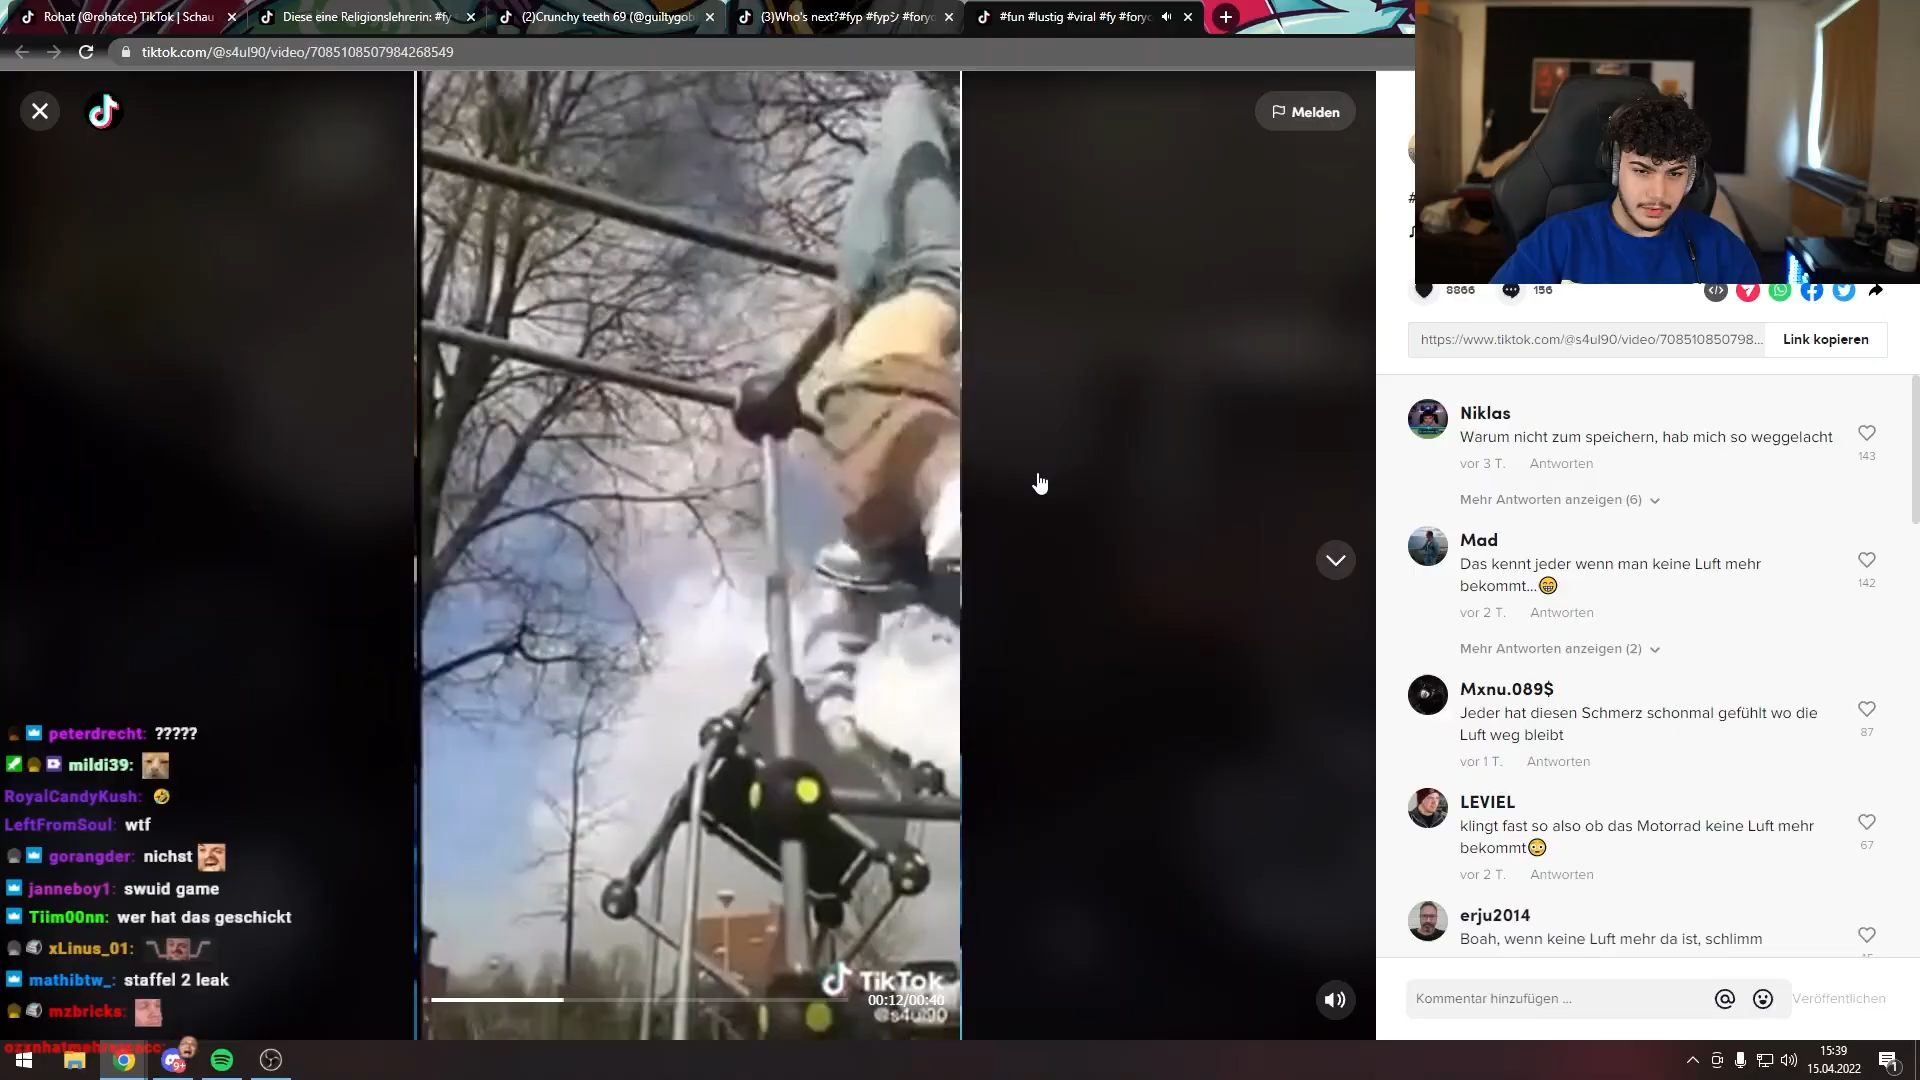 Rohat (@rohatce) TikTok | Schau
Diese eine Religionslehrerin: #fy
(2)Crunchy teeth 69 (@guiltygob
(3)Who's next?#fyp #fypシ #foryc
#fun #lustig #viral #fy #foryc
tiktok.com/@s4ul90/video/7085108507984268549
Melden
8866
156
https://www.tiktok.com/@s4ul90/video/708510850798...
Link kopieren
Niklas
Warum nicht zum speichern, hab mich so weggelacht
143
vor 3 T.
Antworten
Mehr Antworten anzeigen (6)
Mad
Das kennt jeder wenn man keine Luft mehr
bekommt...😁
142
vor 2 T.
Antworten
Mehr Antworten anzeigen (2)
Mxnu.089$
Jeder hat diesen Schmerz schonmal gefühlt wo die
Luft weg bleibt
87
vor 1 T.
Antworten
LEVIEL
klingt fast so also ob das Motorrad keine Luft mehr
bekommt😳
67
vor 2 T.
Antworten
erju2014
Boah, wenn keine Luft mehr da ist, schlimm
Kommentar hinzufügen ...
Veröffentlichen
peterdrecht: ?????
mildi39:
RoyalCandyKush: 🤣
LeftFromSoul: wtf
gorangder: nichst
janneboy1: swuid game
Tiim00nn: wer hat das geschickt
xLinus_01:
mathibtw_: staffel 2 leak
mzbricks:
TikTok
00:12/00:40
@s4ul90
9+
15:39
15.04.2022
1